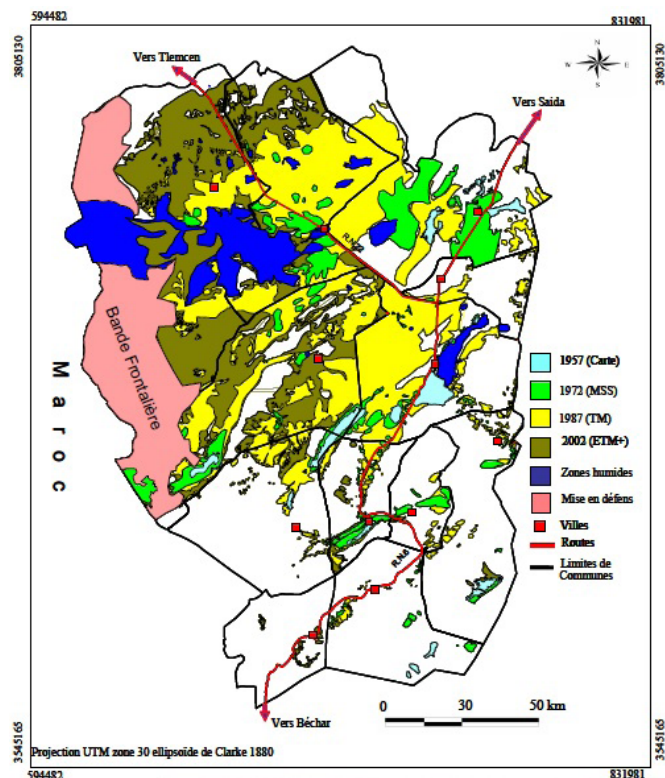 594482
831981
3805130
3805130
Vers Tlemcen
N
W E
S
Vers Saida
Bande Frontalière
Maroc
1957 (Carte)
1972 (MSS)
1987 (TM)
2002 (ETM+)
Zones humides
Mise en défens
Villes
Routes
Limites de
Communes
R.N.6
0 30 50 km
Vers Béchar
3545165
3545165
Projection UTM zone 30 ellipsoïde de Clarke 1880
594482
831981